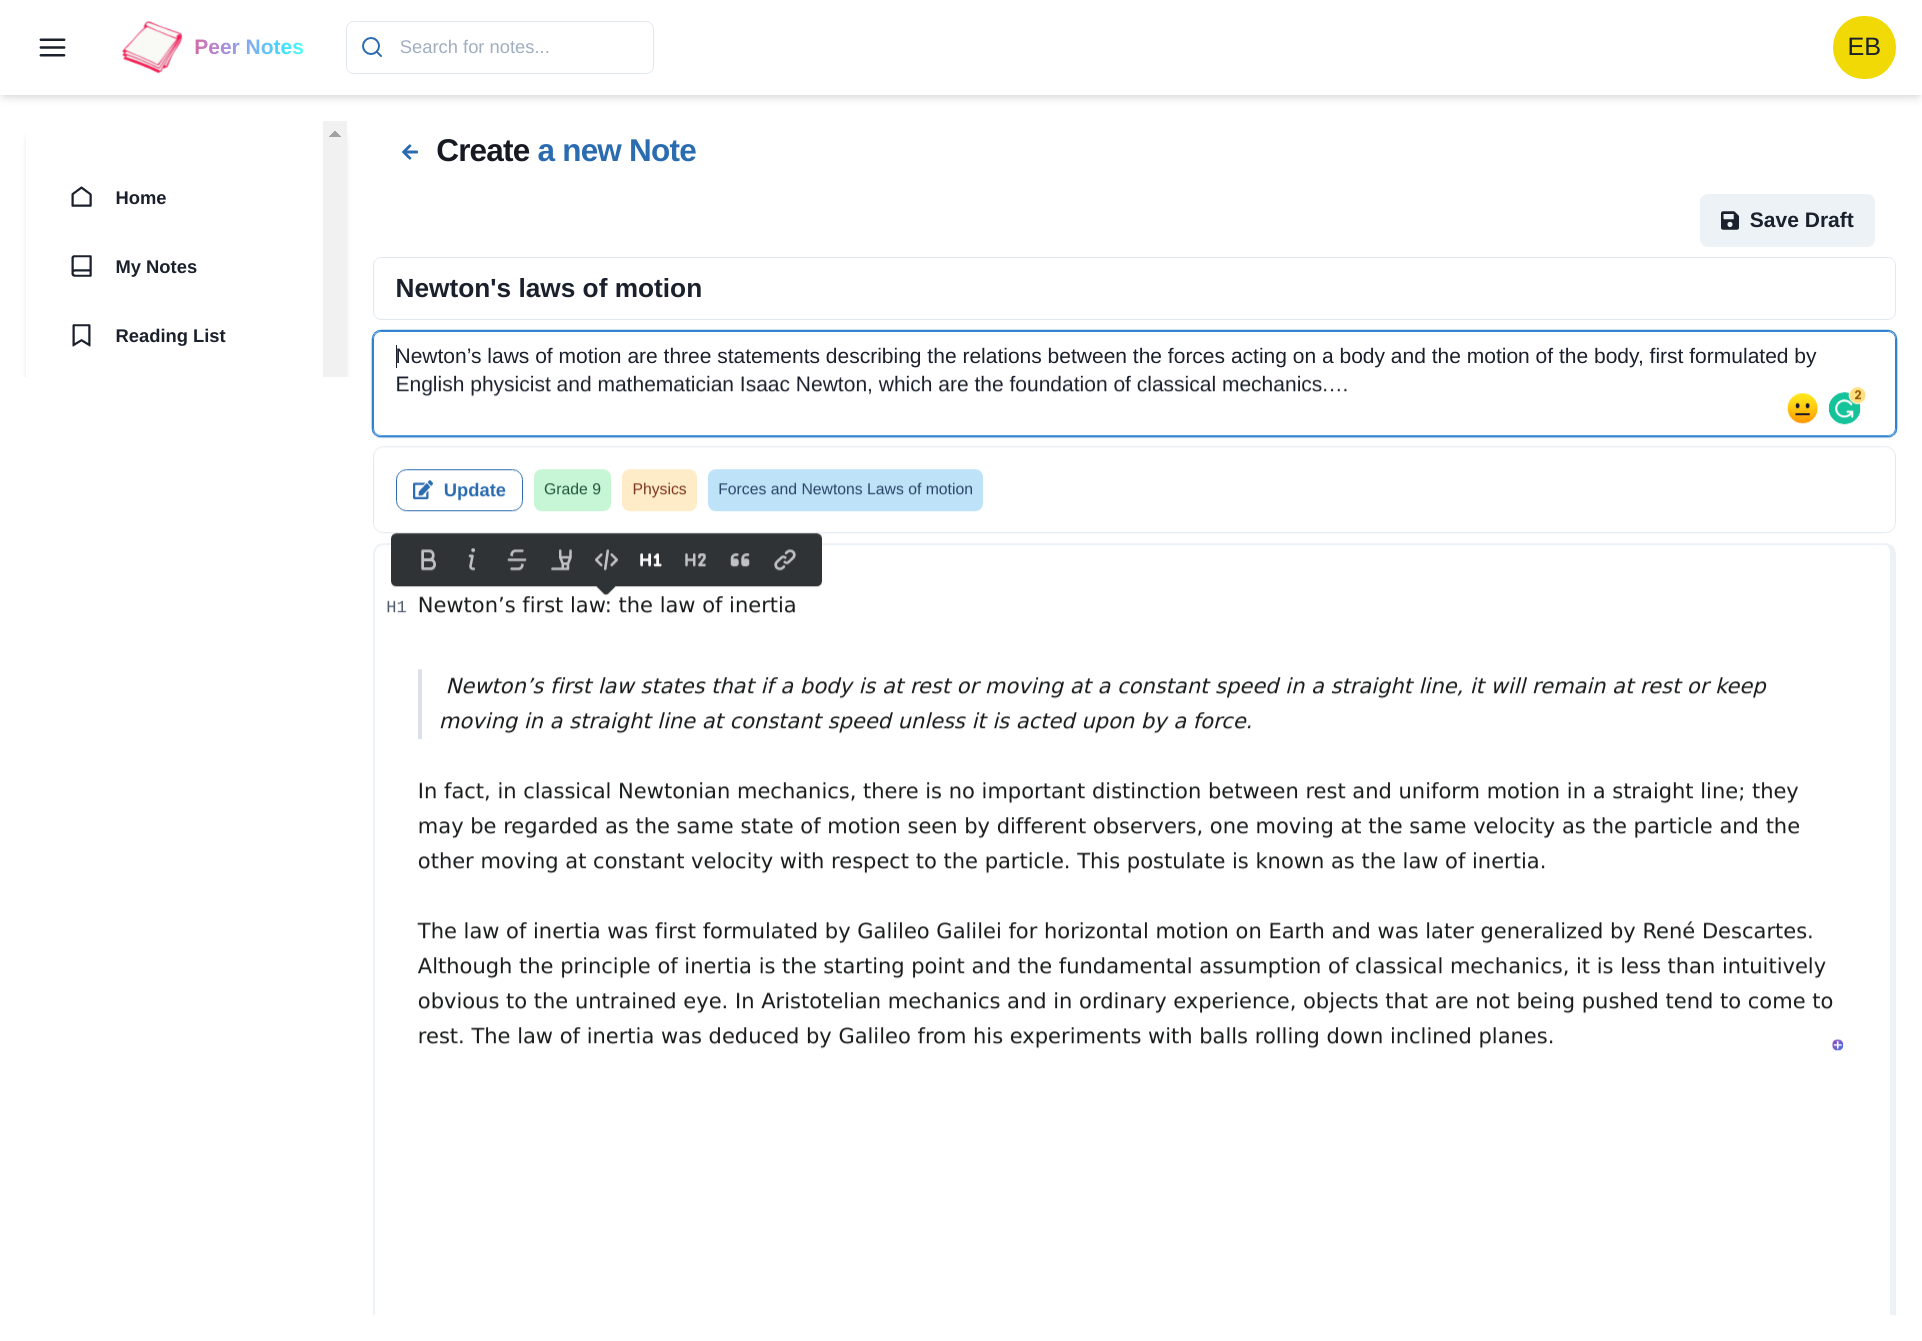 Peer Notes
Search for notes...
EB
Home
My Notes
Reading List
Create a new Note
Save Draft
Newton's laws of motion
Newton’s laws of motion are three statements describing the relations between the forces acting on a body and the motion of the body, first formulated by
English physicist and mathematician Isaac Newton, which are the foundation of classical mechanics.…
2
Update
Grade 9
Physics
Forces and Newtons Laws of motion
B i S </> H1 H2 “
H1 Newton’s first law: the law of inertia
Newton’s first law states that if a body is at rest or moving at a constant speed in a straight line, it will remain at rest or keep
moving in a straight line at constant speed unless it is acted upon by a force.
In fact, in classical Newtonian mechanics, there is no important distinction between rest and uniform motion in a straight line; they
may be regarded as the same state of motion seen by different observers, one moving at the same velocity as the particle and the
other moving at constant velocity with respect to the particle. This postulate is known as the law of inertia.
The law of inertia was first formulated by Galileo Galilei for horizontal motion on Earth and was later generalized by René Descartes.
Although the principle of inertia is the starting point and the fundamental assumption of classical mechanics, it is less than intuitively
obvious to the untrained eye. In Aristotelian mechanics and in ordinary experience, objects that are not being pushed tend to come to
rest. The law of inertia was deduced by Galileo from his experiments with balls rolling down inclined planes.